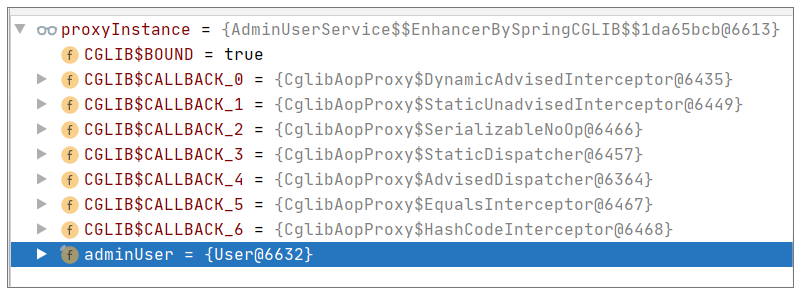 proxyInstance = {AdminUserService$$EnhancerBySpringCGLIB$$1da65bcb@6613}
f CGLIB$BOUND = true
f CGLIB$CALLBACK_0 = {CglibAopProxy$DynamicAdvisedInterceptor@6435}
f CGLIB$CALLBACK_1 = {CglibAopProxy$StaticUnadvisedInterceptor@6449}
f CGLIB$CALLBACK_2 = {CglibAopProxy$SerializableNoOp@6466}
f CGLIB$CALLBACK_3 = {CglibAopProxy$StaticDispatcher@6457}
f CGLIB$CALLBACK_4 = {CglibAopProxy$AdvisedDispatcher@6364}
f CGLIB$CALLBACK_5 = {CglibAopProxy$EqualsInterceptor@6467}
f CGLIB$CALLBACK_6 = {CglibAopProxy$HashCodeInterceptor@6468}
f adminUser = {User@6632}